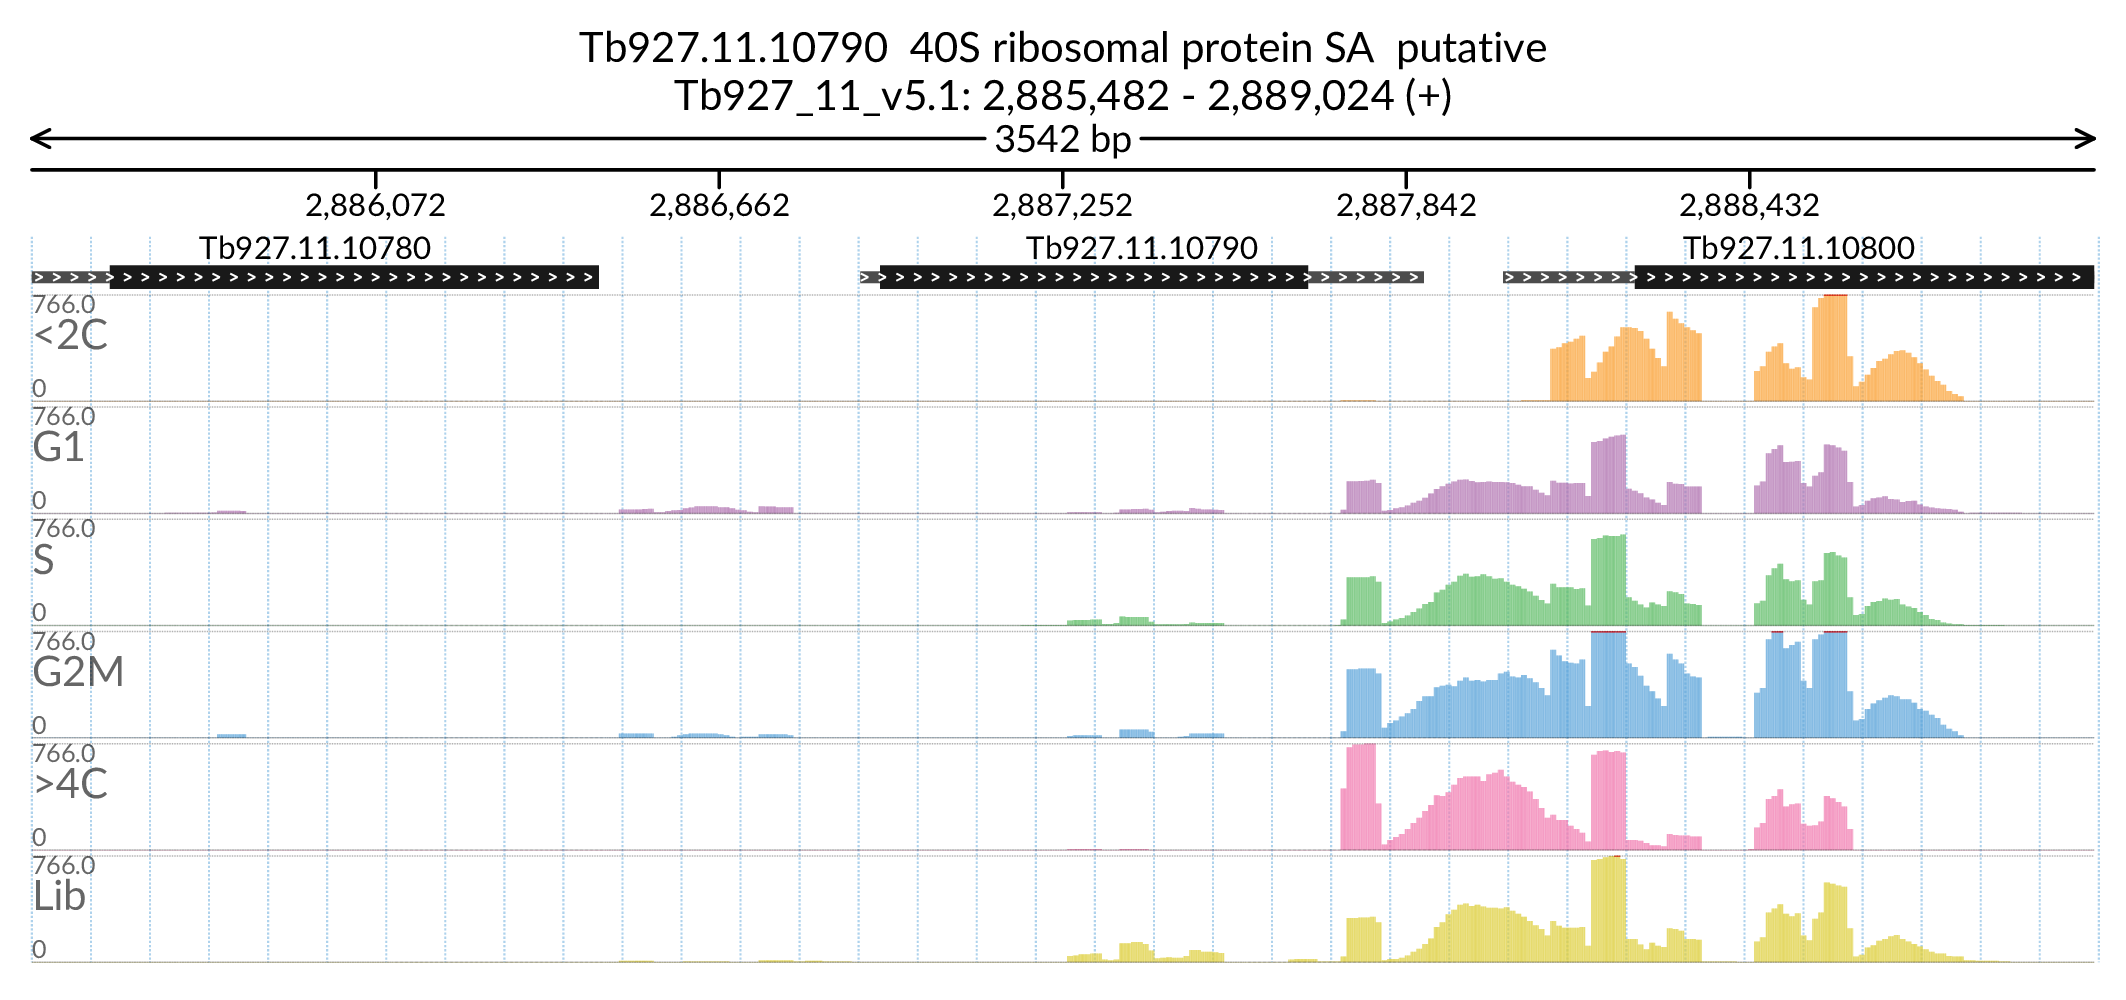 Tb927.11.10790  40S ribosomal protein SA  putative
Tb927_11_v5.1: 2,885,482 - 2,889,024 (+)
3542 bp
2,886,072 2,886,662 2,887,252 2,887,842 2,888,432
Tb927.11.10780 Tb927.11.10790 Tb927.11.10800
766.0
<2C
0
766.0
G1
0
766.0
S
0
766.0
G2M
0
766.0
>4C
0
766.0
Lib
0